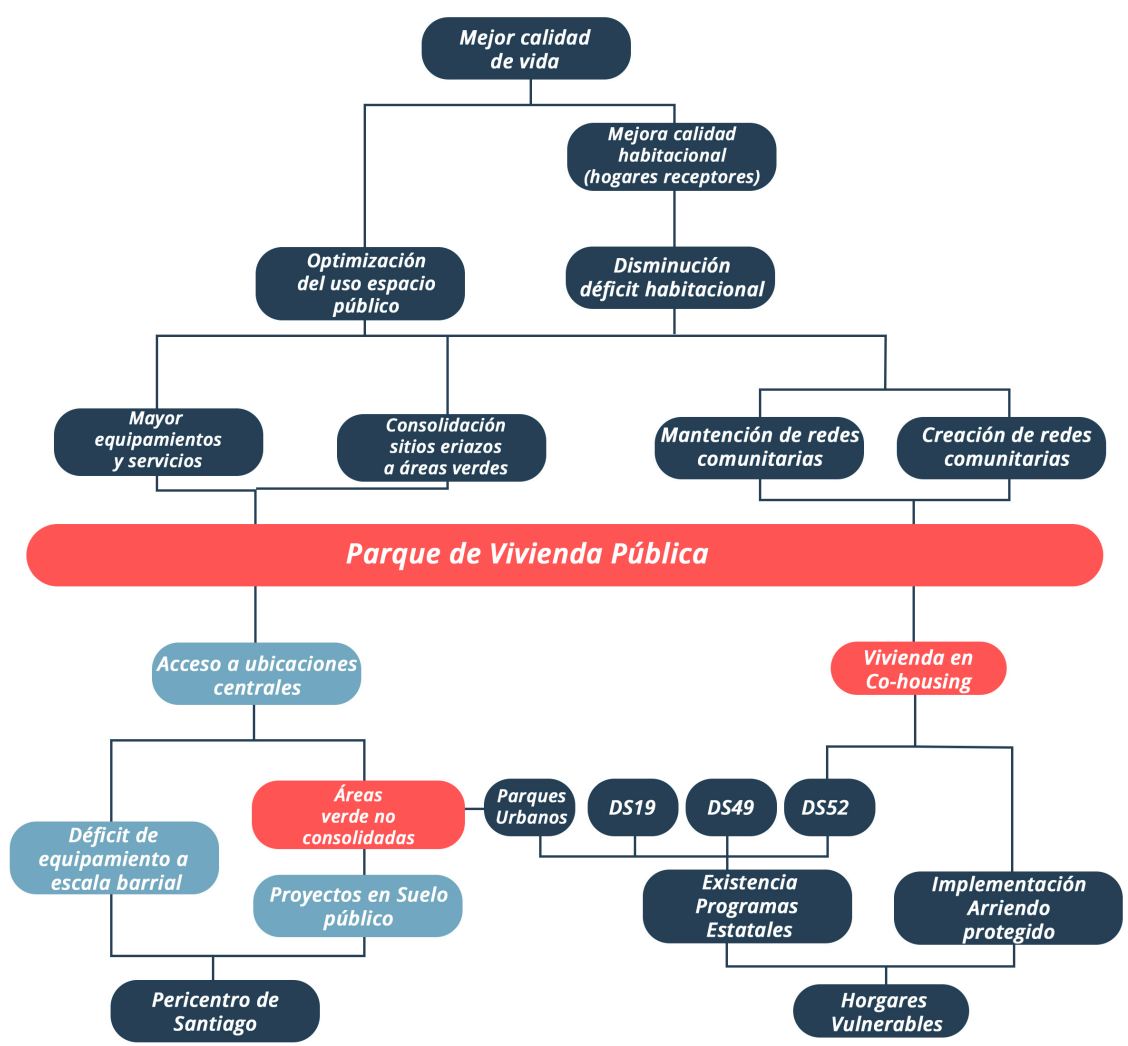 Mejor calidad
de vida
Mejora calidad
habitacional
(hogares receptores)
Optimización
del uso espacio
público
Disminución
déficit habitacional
Mayor
equipamientos
y servicios
Consolidación
sitios eriazos
a áreas verdes
Mantención de redes
comunitarias
Creación de redes
comunitarias
Parque de Vivienda Pública
Acceso a ubicaciones
centrales
Vivienda en
Co-housing
Áreas
verde no
consolidadas
Parques
Urbanos
DS19
DS49
DS52
Déficit de
equipamiento a
escala barrial
Proyectos en Suelo
público
Existencia
Programas
Estatales
Implementación
Arriendo
protegido
Pericentro de
Santiago
Horgares
Vulnerables